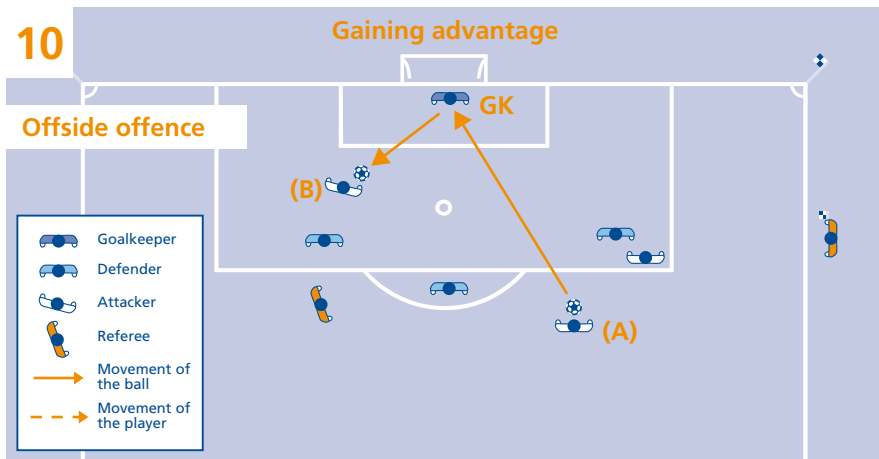 10
Gaining advantage
GK
Offside offence
(B)
(A)
Goalkeeper
Defender
Attacker
Referee
Movement of
the ball
Movement of
the player